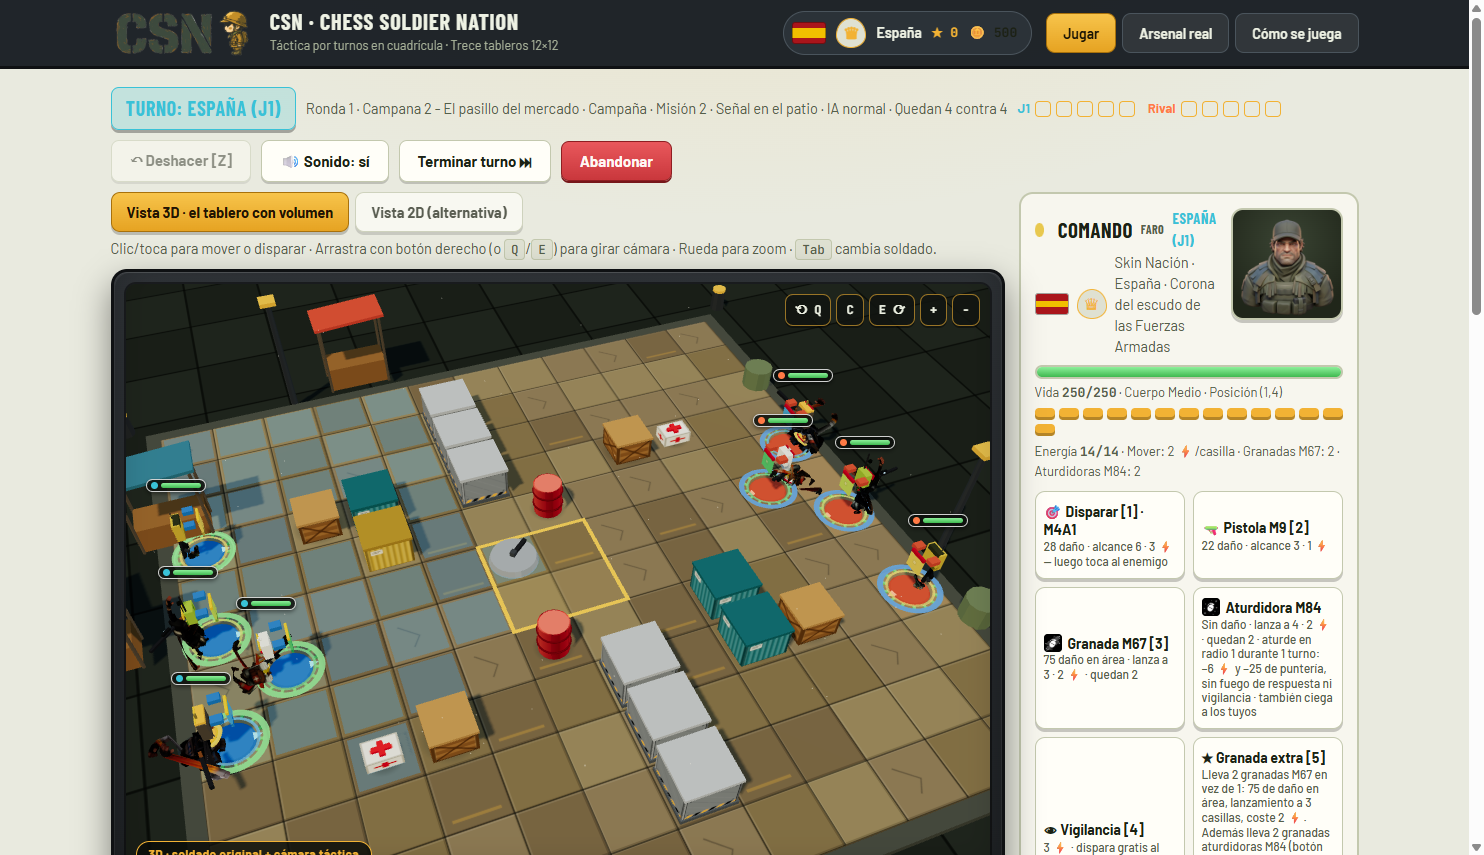 CSN
CSN · CHESS SOLDIER NATION
Táctica por turnos en cuadrícula · Trece tableros 12×12
España ★ 0 500
Jugar
Arsenal real
Cómo se juega
TURNO: ESPAÑA (J1)
Ronda 1 · Campana 2 - El pasillo del mercado · Campaña · Misión 2 · Señal en el patio · IA normal · Quedan 4 contra 4 J1 Rival
↶ Deshacer [Z]
Sonido: sí
Terminar turno ⏭
Abandonar
Vista 3D · el tablero con volumen
Vista 2D (alternativa)
Clic/toca para mover o disparar · Arrastra con botón derecho (o Q / E ) para girar cámara · Rueda para zoom · Tab cambia soldado.
⟲ Q
C
E ⟳
+
-
3D · soldado original + cámara táctica
COMANDO FARO ESPAÑA (J1)
Skin Nación ·
España · Corona
del escudo de
las Fuerzas
Armadas
Vida 250/250 · Cuerpo Medio · Posición (1,4)
Energía 14/14 · Mover: 2 ⚡/casilla · Granadas M67: 2 ·
Aturdidoras M84: 2
Disparar [1] ·
M4A1
28 daño · alcance 6 · 3 ⚡
— luego toca al enemigo
Pistola M9 [2]
22 daño · alcance 3 · 1 ⚡
Granada M67 [3]
75 daño en área · lanza a
3 · 2 ⚡ · quedan 2
Aturdidora M84
Sin daño · lanza a 4 · 2 ⚡
· quedan 2 · aturde en
radio 1 durante 1 turno:
−6 ⚡ y −25 de puntería,
sin fuego de respuesta ni
vigilancia · también ciega
a los tuyos
Vigilancia [4]
3 ⚡ · dispara gratis al
★ Granada extra [5]
Lleva 2 granadas M67 en
vez de 1: 75 de daño en
área, lanzamiento a 3
casillas, coste 2 ⚡.
Además lleva 2 granadas
aturdidoras M84 (botón